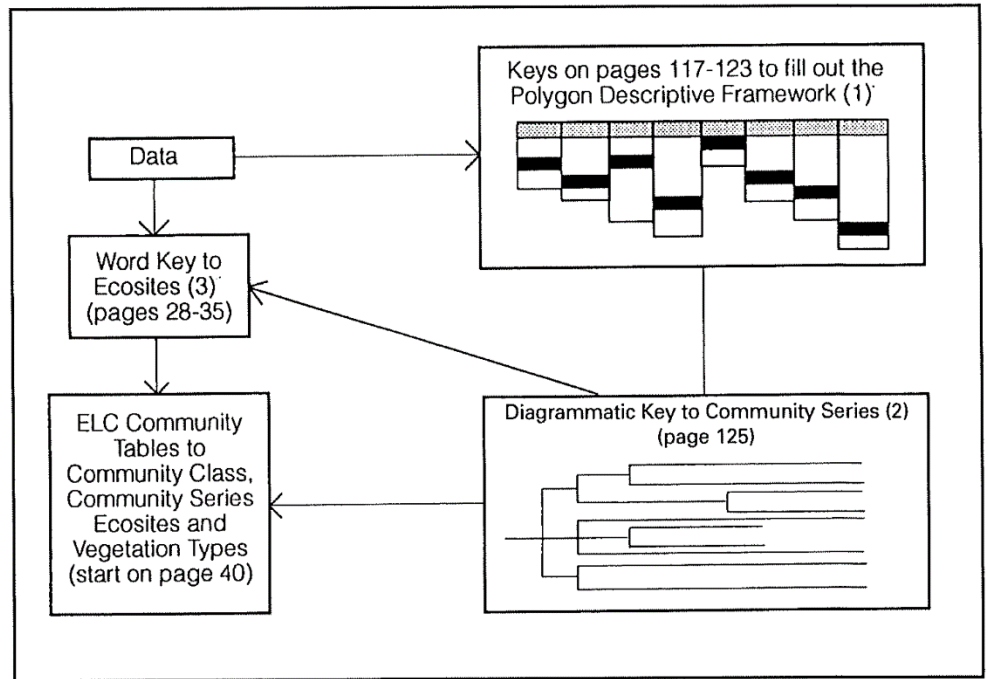 Keys on pages 117-123 to fill out the
Polygon Descriptive Framework (1)
Data
Word Key to
Ecosites (3)
(pages 28-35)
ELC Community
Tables to
Community Class,
Community Series
Ecosites and
Vegetation Types
(start on page 40)
Diagrammatic Key to Community Series (2)
(page 125)